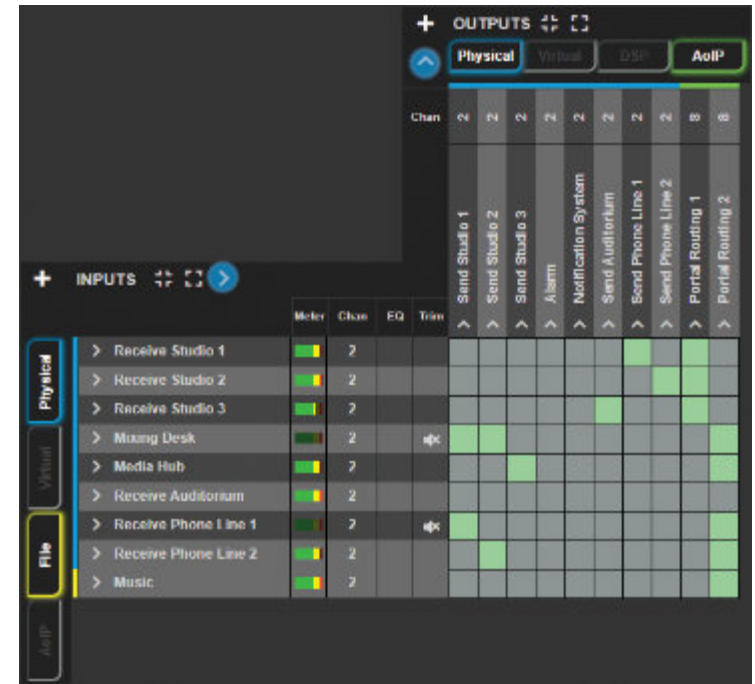 OUTPUTS
Physical Virtual DSP AoIP
Chan 2 2 2 2 2 2 2 2 8 8
Send Studio 1
Send Studio 2
Send Studio 3
Alarm
Notification System
Send Auditorium
Send Phone Line 1
Send Phone Line 2
Portal Routing 1
Portal Routing 2
INPUTS
Meter Chan EQ Trim
Physical
Virtual
File
AoIP
Receive Studio 1 2
Receive Studio 2 2
Receive Studio 3 2
Mixing Desk 2
Media Hub 2
Receive Auditorium 2
Receive Phone Line 1 2
Receive Phone Line 2 2
Music 2